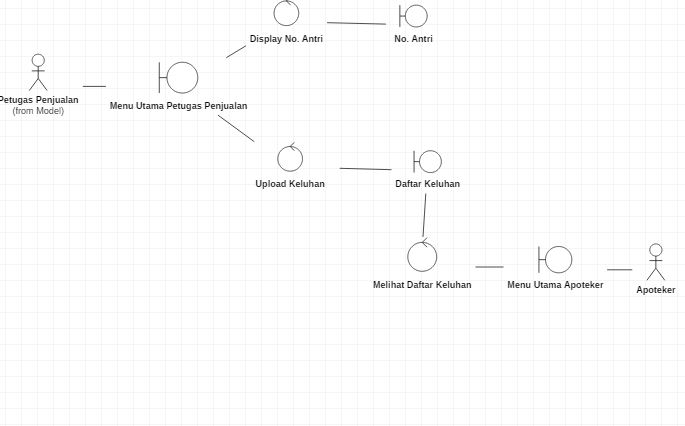 Display No. Antri
No. Antri
Petugas Penjualan
(from Model)
Menu Utama Petugas Penjualan
Upload Keluhan
Daftar Keluhan
Melihat Daftar Keluhan
Menu Utama Apoteker
Apoteker